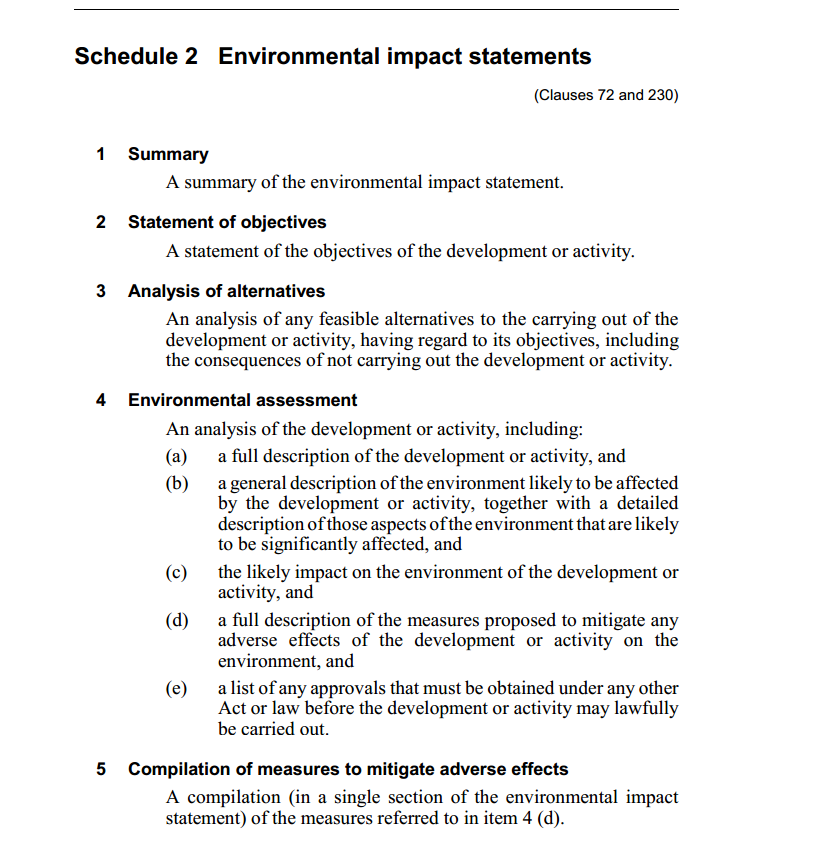 Schedule 2 Environmental impact statements
(Clauses 72 and 230)
1 Summary
A summary of the environmental impact statement.
2 Statement of objectives
A statement of the objectives of the development or activity.
3 Analysis of alternatives
An analysis of any feasible alternatives to the carrying out of the
development or activity, having regard to its objectives, including
the consequences of not carrying out the development or activity.
4 Environmental assessment
An analysis of the development or activity, including:
(a) a full description of the development or activity, and
(b) a general description of the environment likely to be affected
by the development or activity, together with a detailed
description of those aspects of the environment that are likely
to be significantly affected, and
(c) the likely impact on the environment of the development or
activity, and
(d) a full description of the measures proposed to mitigate any
adverse effects of the development or activity on the
environment, and
(e) a list of any approvals that must be obtained under any other
Act or law before the development or activity may lawfully
be carried out.
5 Compilation of measures to mitigate adverse effects
A compilation (in a single section of the environmental impact
statement) of the measures referred to in item 4 (d).